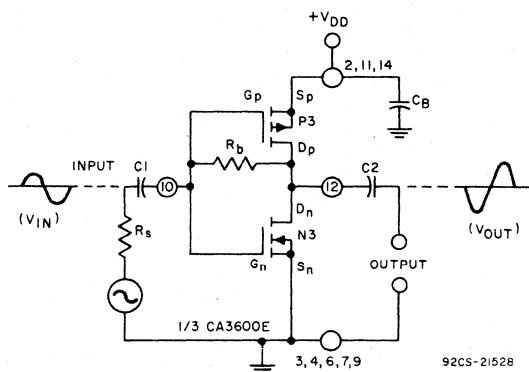 +VDD
2, 11, 14
Gp
Sp
P3
CB
Rb
Dp
INPUT
C1
10
12
C2
(VIN)
Dn
N3
(VOUT)
Rs
Gn
Sn
OUTPUT
1/3 CA3600E
3, 4, 6, 7, 9
92CS-21528